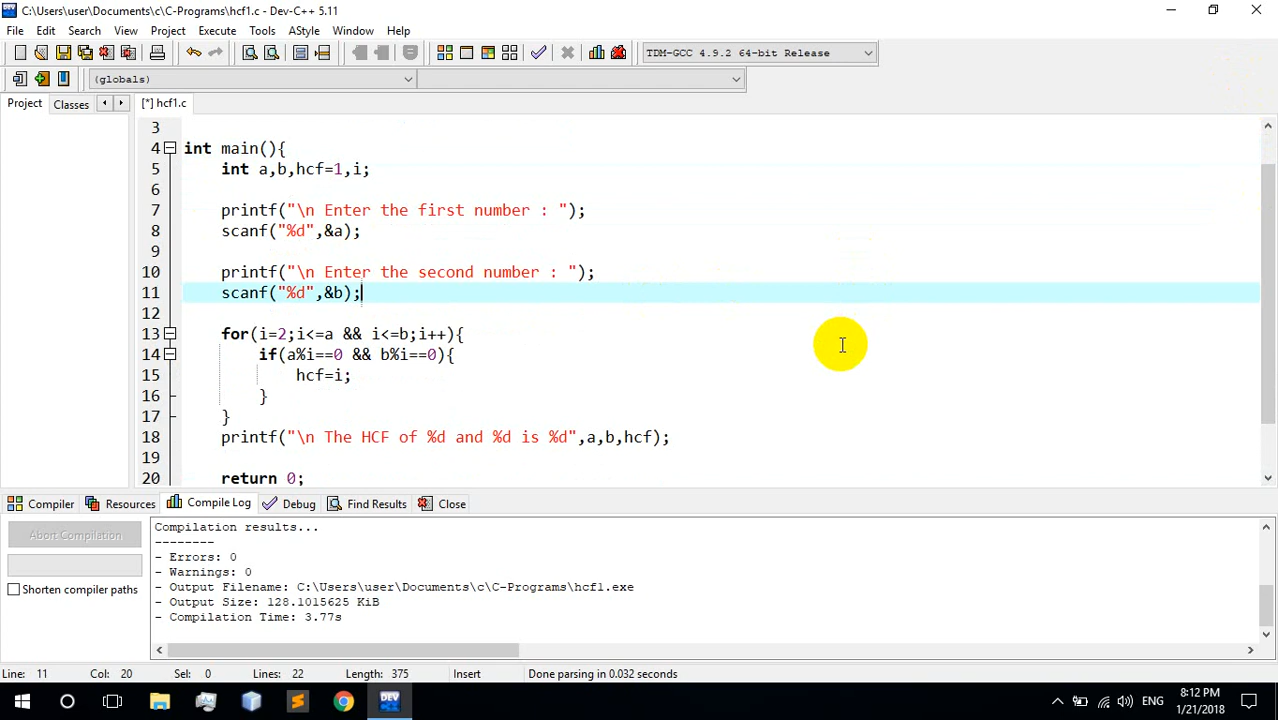 C:\Users\user\Documents\c\C-Programs\hcf1.c - Dev-C++ 5.11
File Edit Search View Project Execute Tools AStyle Window Help
TDM-GCC 4.9.2 64-bit Release
(globals)
Project Classes [*] hcf1.c
3
4 int main(){
5 int a,b,hcf=1,i;
6
7 printf("\n Enter the first number : ");
8 scanf("%d",&a);
9
10 printf("\n Enter the second number : ");
11 scanf("%d",&b);
12
13 for(i=2;i<=a && i<=b;i++){
14 if(a%i==0 && b%i==0){
15 hcf=i;
16 }
17 }
18 printf("\n The HCF of %d and %d is %d",a,b,hcf);
19
20 return 0;
Compiler Resources Compile Log Debug Find Results Close
Abort Compilation
Shorten compiler paths
Compilation results...
--------
- Errors: 0
- Warnings: 0
- Output Filename: C:\Users\user\Documents\c\C-Programs\hcf1.exe
- Output Size: 128.1015625 KiB
- Compilation Time: 3.77s
Line: 11 Col: 20 Sel: 0 Lines: 22 Length: 375 Insert Done parsing in 0.032 seconds
DEV
ENG
8:12 PM
1/21/2018